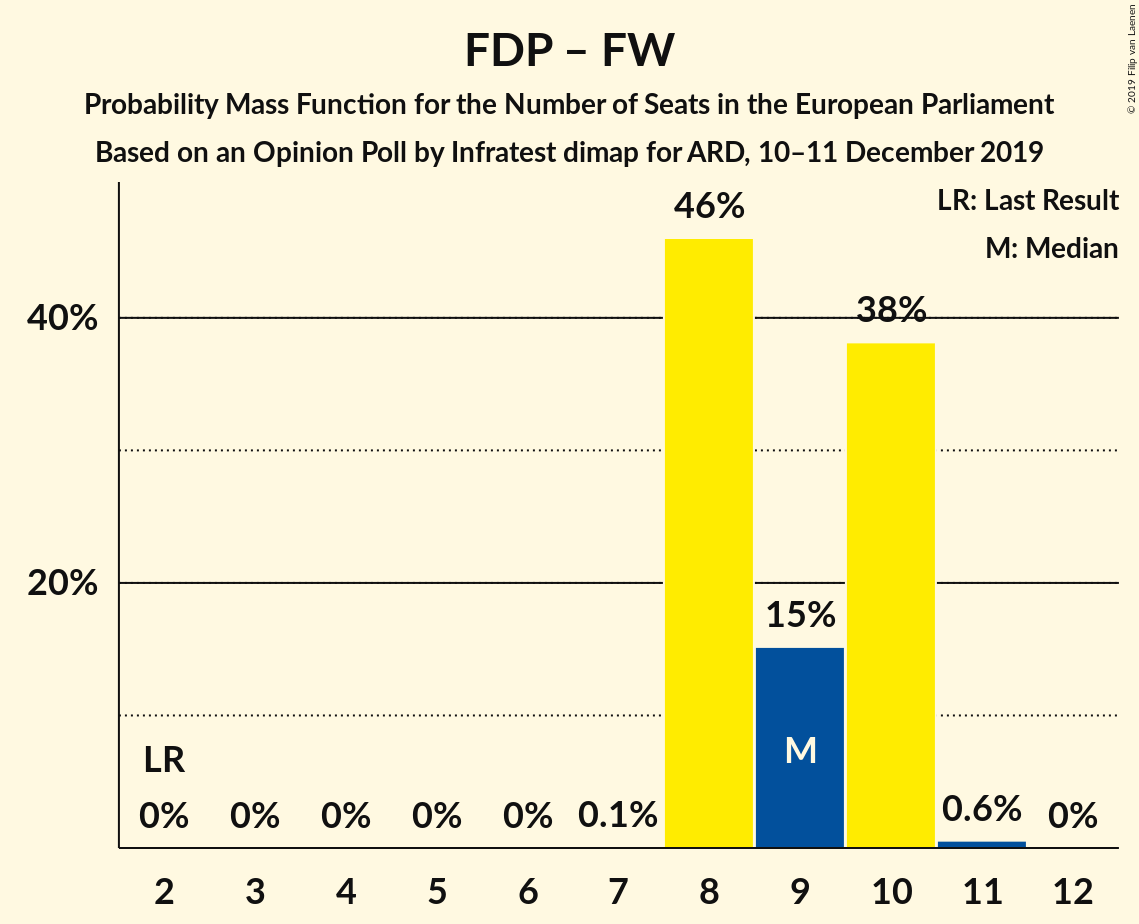 FDP – FW
Probability Mass Function for the Number of Seats in the European Parliament
Based on an Opinion Poll by Infratest dimap for ARD, 10–11 December 2019
© 2019 Filip van Laenen
LR: Last Result
M: Median
46%
40%
38%
20%
15%
M
LR
0% 0% 0% 0% 0% 0.1% 0.6% 0%
2 3 4 5 6 7 8 9 10 11 12